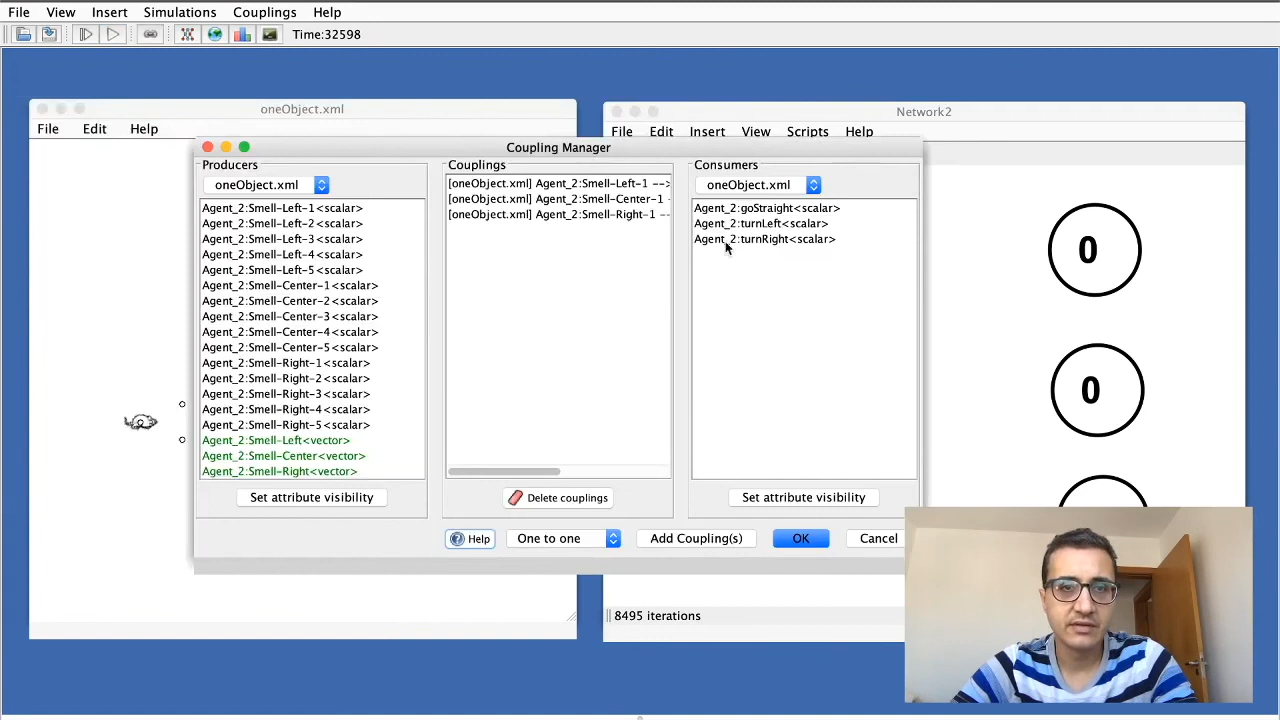 File View Insert Simulations Couplings Help
Time:32598
oneObject.xml
File Edit Help
Network2
File Edit Insert View Scripts Help
Coupling Manager
Producers
oneObject.xml
Agent_2:Smell-Left-1<scalar>
Agent_2:Smell-Left-2<scalar>
Agent_2:Smell-Left-3<scalar>
Agent_2:Smell-Left-4<scalar>
Agent_2:Smell-Left-5<scalar>
Agent_2:Smell-Center-1<scalar>
Agent_2:Smell-Center-2<scalar>
Agent_2:Smell-Center-3<scalar>
Agent_2:Smell-Center-4<scalar>
Agent_2:Smell-Center-5<scalar>
Agent_2:Smell-Right-1<scalar>
Agent_2:Smell-Right-2<scalar>
Agent_2:Smell-Right-3<scalar>
Agent_2:Smell-Right-4<scalar>
Agent_2:Smell-Right-5<scalar>
Agent_2:Smell-Left<vector>
Agent_2:Smell-Center<vector>
Agent_2:Smell-Right<vector>
Set attribute visibility
Couplings
[oneObject.xml] Agent_2:Smell-Left-1 -->
[oneObject.xml] Agent_2:Smell-Center-1 -
[oneObject.xml] Agent_2:Smell-Right-1 --
Delete couplings
Consumers
oneObject.xml
Agent_2:goStraight<scalar>
Agent_2:turnLeft<scalar>
Agent_2:turnRight<scalar>
Set attribute visibility
Help One to one Add Coupling(s) OK Cancel
0
0
8495 iterations